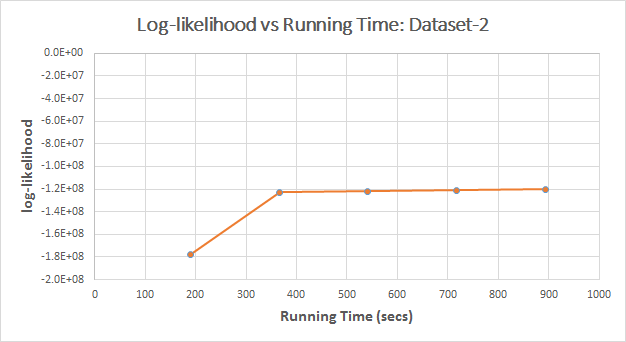 Log-likelihood vs Running Time: Dataset-2
0.0E+00
-2.0E+07
-4.0E+07
-6.0E+07
-8.0E+07
-1.0E+08
-1.2E+08
-1.4E+08
-1.6E+08
-1.8E+08
-2.0E+08
log-likelihood
0 100 200 300 400 500 600 700 800 900 1000
Running Time (secs)